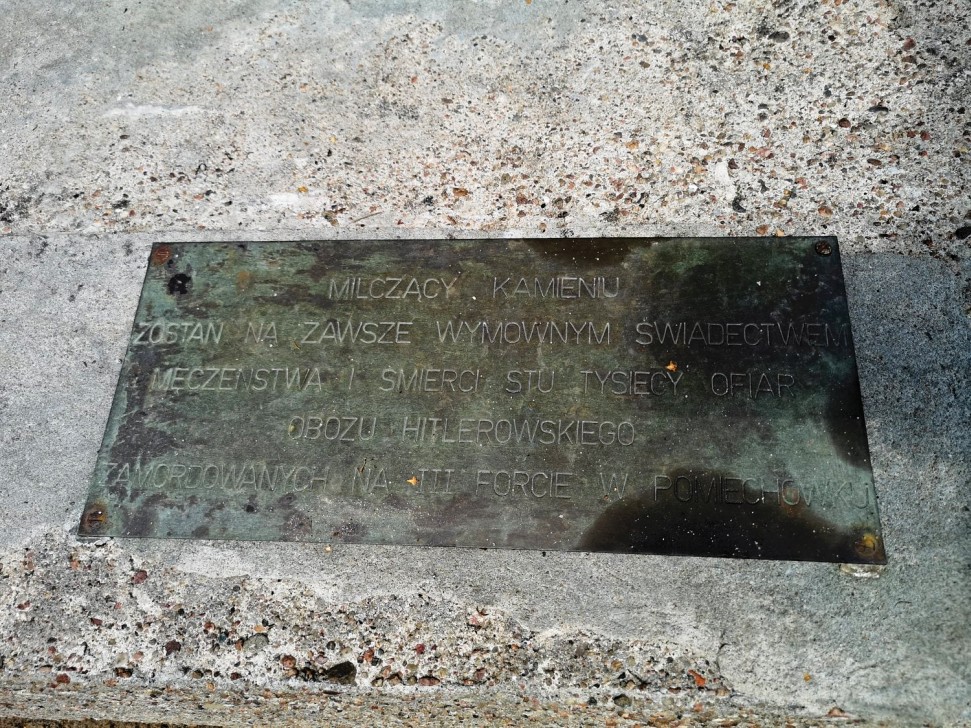 MILCZĄCY KAMIENIU
ZOSTAŃ NA ZAWSZE WYMOWNYM ŚWIADECTWEM
MĘCZEŃSTWA I ŚMIERCI STU TYSIĘCY OFIAR
OBOZU HITLEROWSKIEGO
ZAMORDOWANYCH NA III FORCIE W POMIECHÓWKU